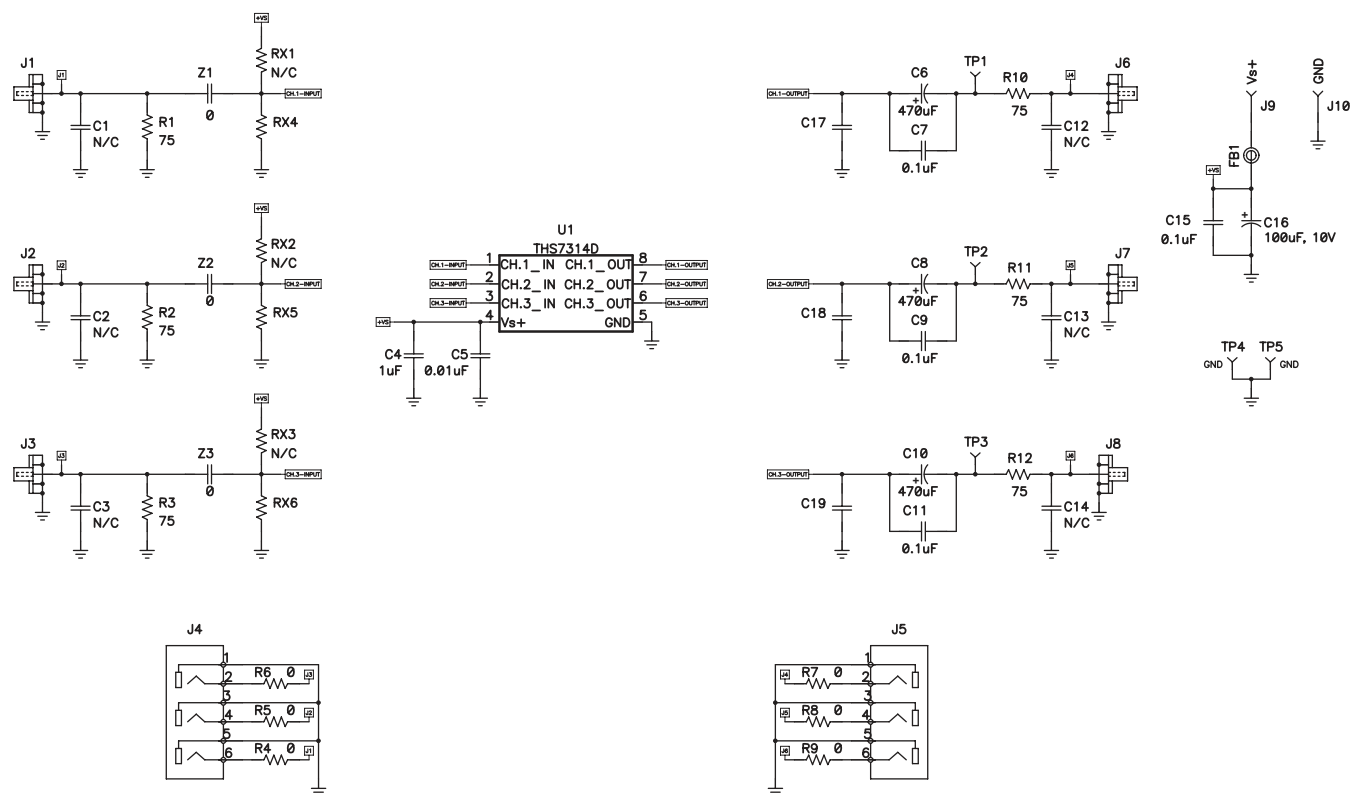 +VS
J1
J1
Z1
0
RX1
N/C
CH.1-INPUT
C1
N/C
R1
75
RX4
+VS
J2
J2
Z2
0
RX2
N/C
CH.2-INPUT
C2
N/C
R2
75
RX5
+VS
J3
J3
Z3
0
RX3
N/C
CH.3-INPUT
C3
N/C
R3
75
RX6
U1
THS7314D
CH.1-INPUT 1 CH.1_IN CH.1_OUT 8 CH.1-OUTPUT
CH.2-INPUT 2 CH.2_IN CH.2_OUT 7 CH.2-OUTPUT
CH.3-INPUT 3 CH.3_IN CH.3_OUT 6 CH.3-OUTPUT
+VS 4 Vs+ GND 5
C4
1uF
C5
0.01uF
CH.1-OUTPUT
C17
C6
+
470uF
C7
0.1uF
TP1
R10
75
J4
C12
N/C
J6
CH.2-OUTPUT
C18
C8
+
470uF
C9
0.1uF
TP2
R11
75
J5
C13
N/C
J7
CH.3-OUTPUT
C19
C10
+
470uF
C11
0.1uF
TP3
R12
75
J6
C14
N/C
J8
Vs+
J9
GND
J10
FB1
+VS
C15
0.1uF
+
C16
100uF, 10V
TP4 TP5
GND GND
J4
1
2 R6 0 J3
3
4 R5 0 J2
5
6 R4 0 J1
J5
1
J4 R7 0 2
3
J5 R8 0 4
5
J6 R9 0 6